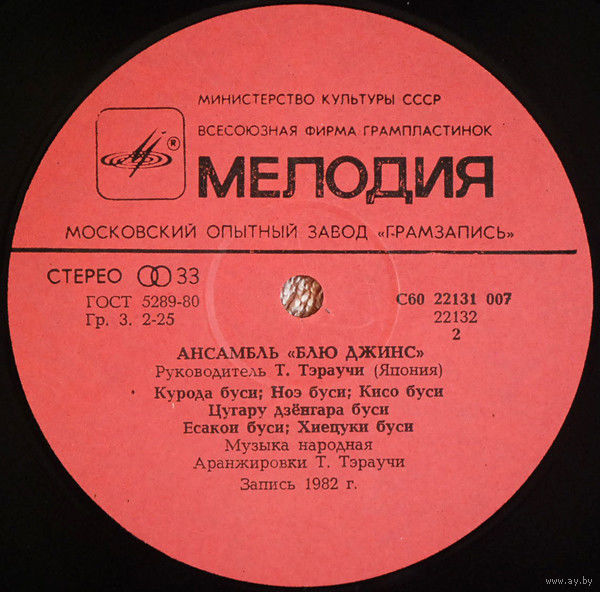 МИНИСТЕРСТВО КУЛЬТУРЫ СССР
ВСЕСОЮЗНАЯ ФИРМА ГРАМПЛАСТИНОК
®
МЕЛОДИЯ
МОСКОВСКИЙ ОПЫТНЫЙ ЗАВОД «ГРАМЗАПИСЬ»
СТЕРЕО 33
ГОСТ 5289-80
Гр. 3. 2-25
С60 22131 007
22132
2
АНСАМБЛЬ «БЛЮ ДЖИНС»
Руководитель Т. Тэраучи (Япония)
Курода буси; Ноэ буси; Кисо буси
Цугару дзёнгара буси
Есакои буси; Хиецуки буси
Музыка народная
Аранжировки Т. Тэраучи
Запись 1982 г.
www.ay.by